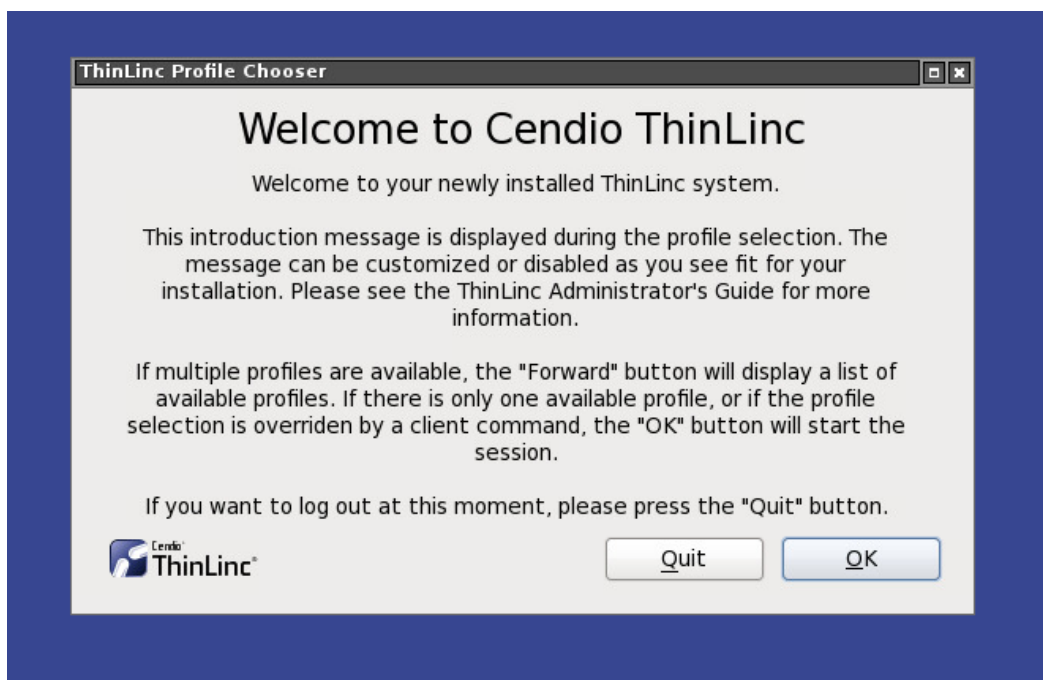 ThinLinc Profile Chooser
Welcome to Cendio ThinLinc
Welcome to your newly installed ThinLinc system.
This introduction message is displayed during the profile selection. The
message can be customized or disabled as you see fit for your
installation. Please see the ThinLinc Administrator's Guide for more
information.
If multiple profiles are available, the "Forward" button will display a list of
available profiles. If there is only one available profile, or if the profile
selection is overriden by a client command, the "OK" button will start the
session.
If you want to log out at this moment, please press the "Quit" button.
Cendio
ThinLinc
Quit
OK